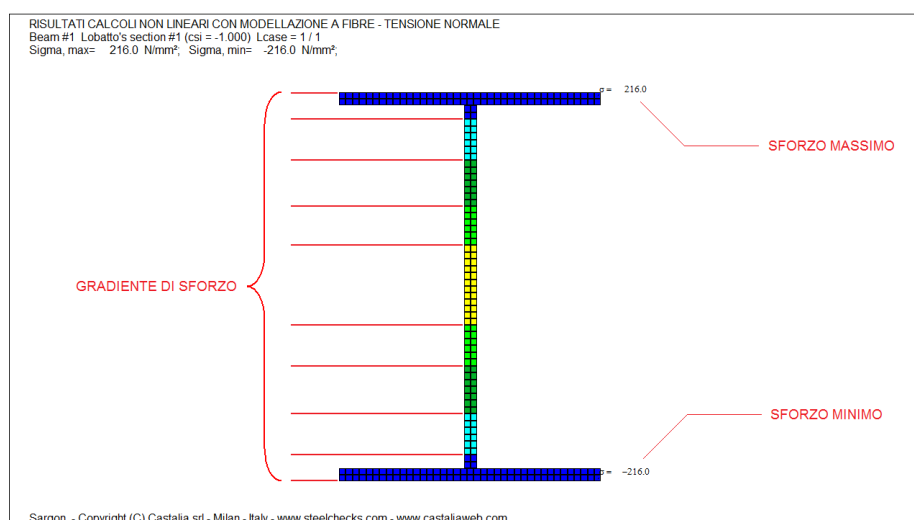 RISULTATI CALCOLI NON LINEARI CON MODELLAZIONE A FIBRE - TENSIONE NORMALE
Beam #1 Lobatto's section #1 (csi = -1.000) Lcase = 1 / 1
Sigma, max= 216.0 N/mm²; Sigma, min= -216.0 N/mm²;
σ = 216.0
SFORZO MASSIMO
GRADIENTE DI SFORZO
SFORZO MINIMO
σ = -216.0
Sargon - Copyright (C) Castalia srl - Milan - Italy - www.steelchecks.com - www.castaliaweb.com